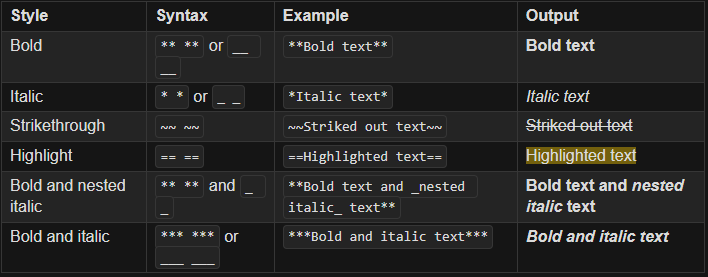 Style Syntax Example Output
Bold ** ** or __ **Bold text** Bold text
__
Italic * * or _ _ *Italic text* Italic text
Strikethrough ~~ ~~ ~~Striked out text~~ Striked out text
Highlight == == ==Highlighted text== Highlighted text
Bold and nested ** ** and _ **Bold text and _nested Bold text and nested
italic _ italic_ text** italic text
Bold and italic *** *** or ***Bold and italic text*** Bold and italic text
___ ___